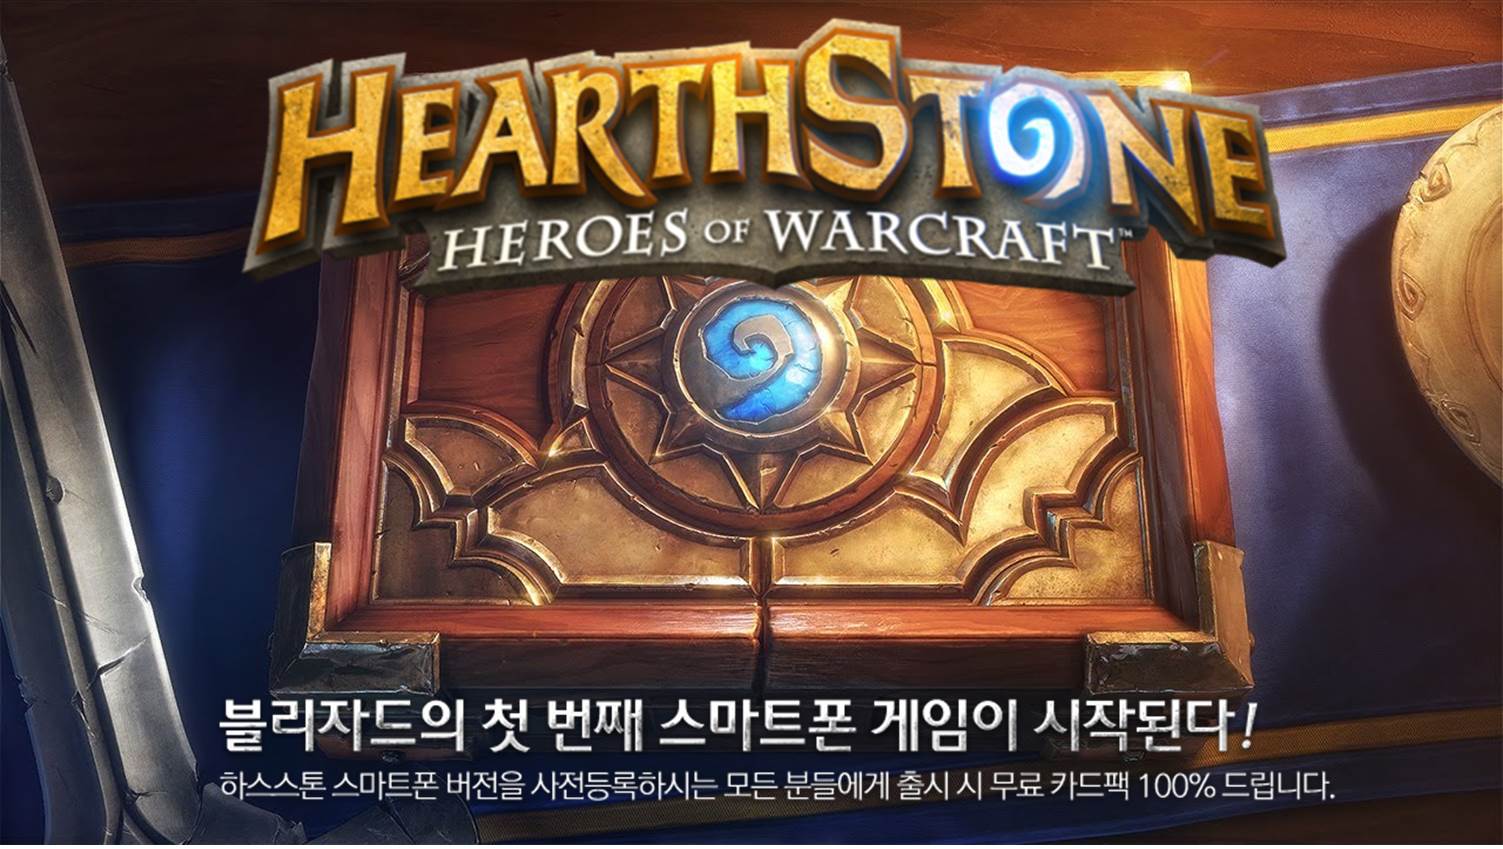 HEARTHSTONE
HEROES OF WARCRAFT™
블리자드의 첫 번째 스마트폰 게임이 시작된다!
하스스톤 스마트폰 버전을 사전등록하시는 모든 분들에게 출시 시 무료 카드팩 100% 드립니다.